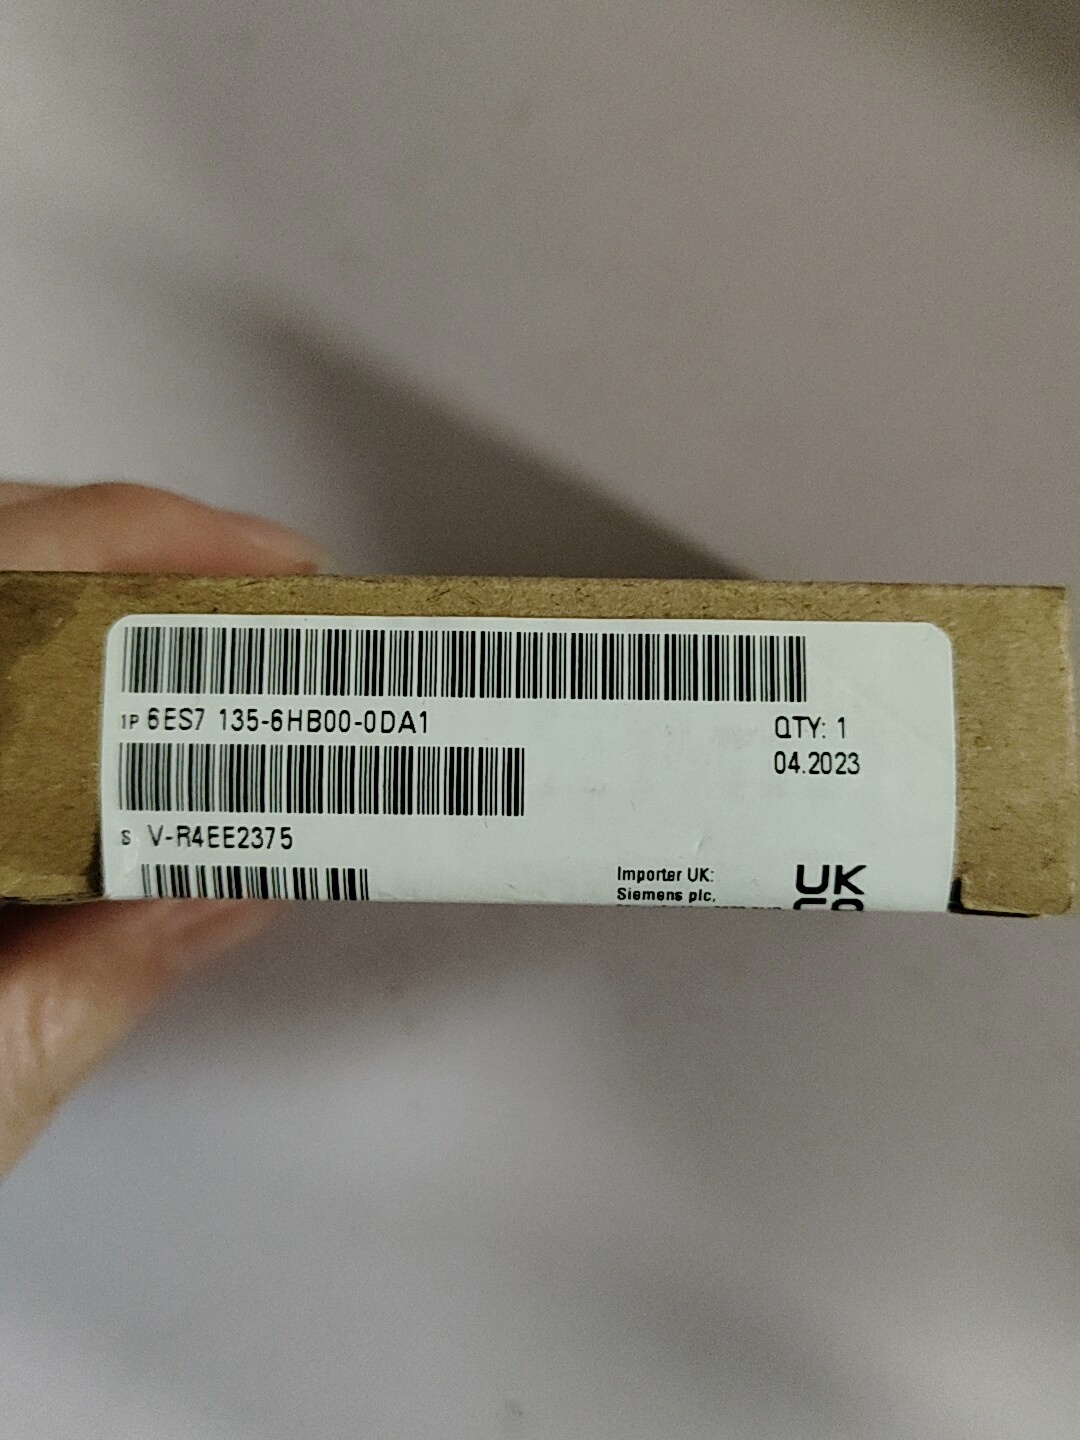 1P 6ES7 135-6HB00-0DA1
QTY: 1
04.2023
S V-R4EE2375
Importer UK:
Siemens plc,
UK